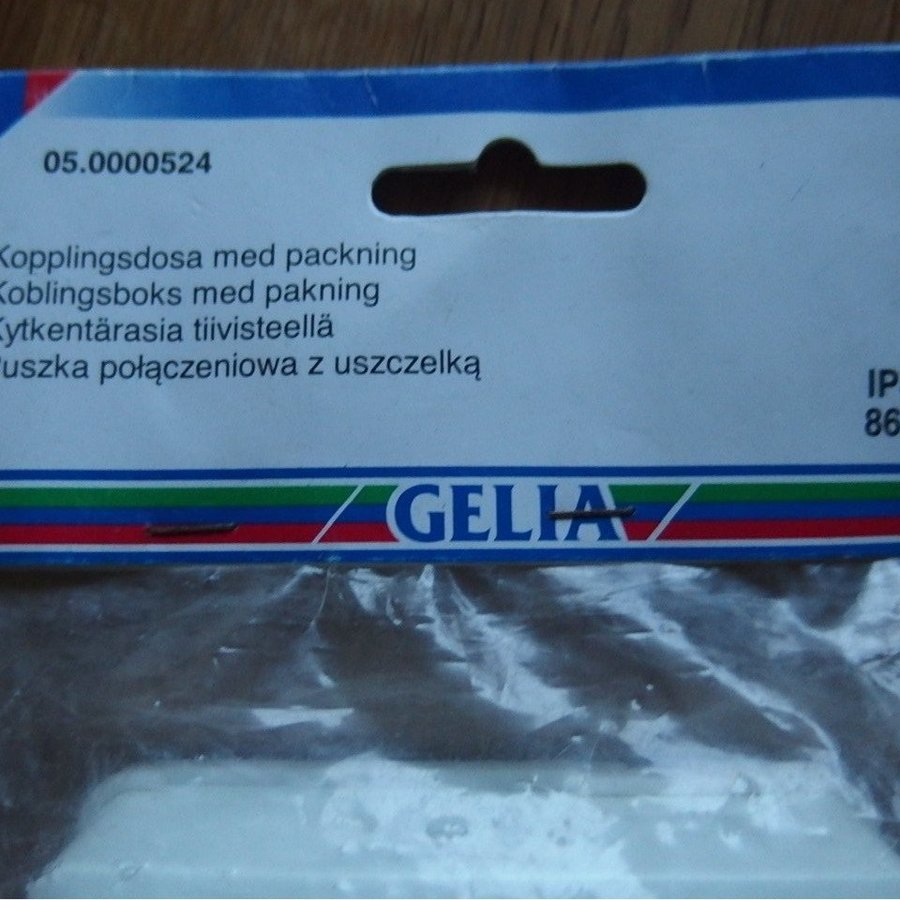 05.0000524
Kopplingsdosa med packning
Koblingsboks med pakning
Kytkentärasia tiivisteellä
Puszka połączeniowa z uszczelką
IP
86
GELIA